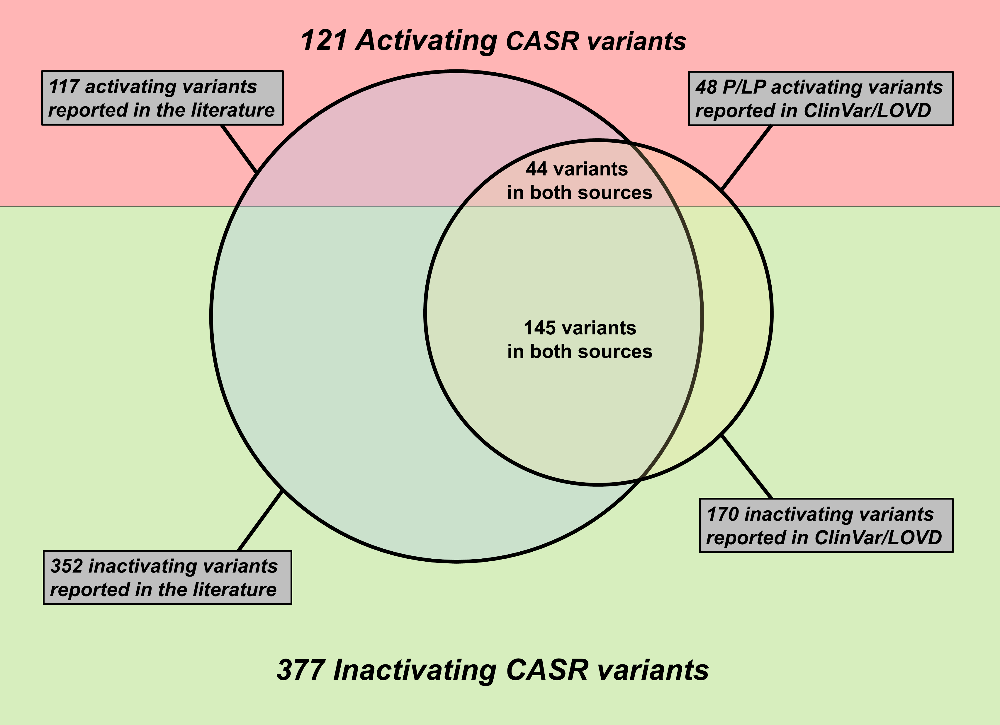 121 Activating CASR variants
117 activating variants
reported in the literature
48 P/LP activating variants
reported in ClinVar/LOVD
44 variants
in both sources
145 variants
in both sources
170 inactivating variants
reported in ClinVar/LOVD
352 inactivating variants
reported in the literature
377 Inactivating CASR variants